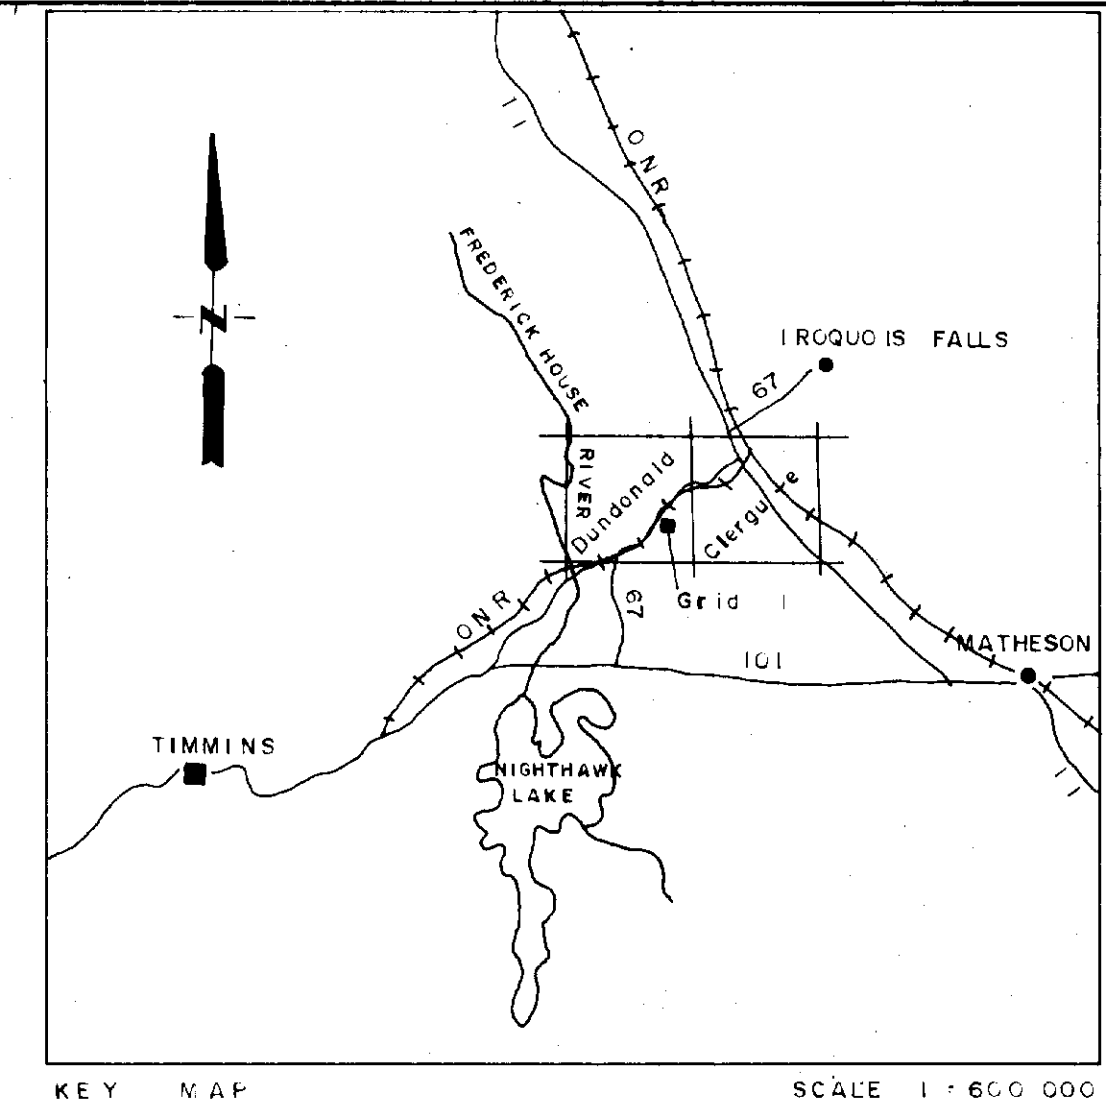 11
ONR
FREDERICK HOUSE
RIVER
N
IROQUOIS FALLS
67
Dundonald
Clergue
Grid 1
ONR
67
101
MATHESON
TIMMINS
NIGHTHAWK
LAKE
11
KEY MAP
SCALE 1:600 000